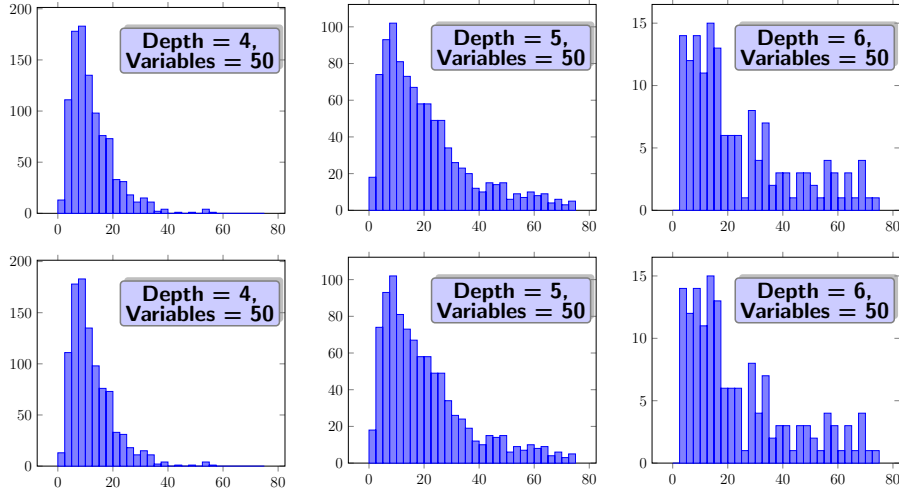 200
150
100
50
0
0 20 40 60 80
Depth = 4,
Variables = 50
100
80
60
40
20
0
0 20 40 60 80
Depth = 5,
Variables = 50
15
10
5
0
0 20 40 60 80
Depth = 6,
Variables = 50
200
150
100
50
0
0 20 40 60 80
Depth = 4,
Variables = 50
100
80
60
40
20
0
0 20 40 60 80
Depth = 5,
Variables = 50
15
10
5
0
0 20 40 60 80
Depth = 6,
Variables = 50